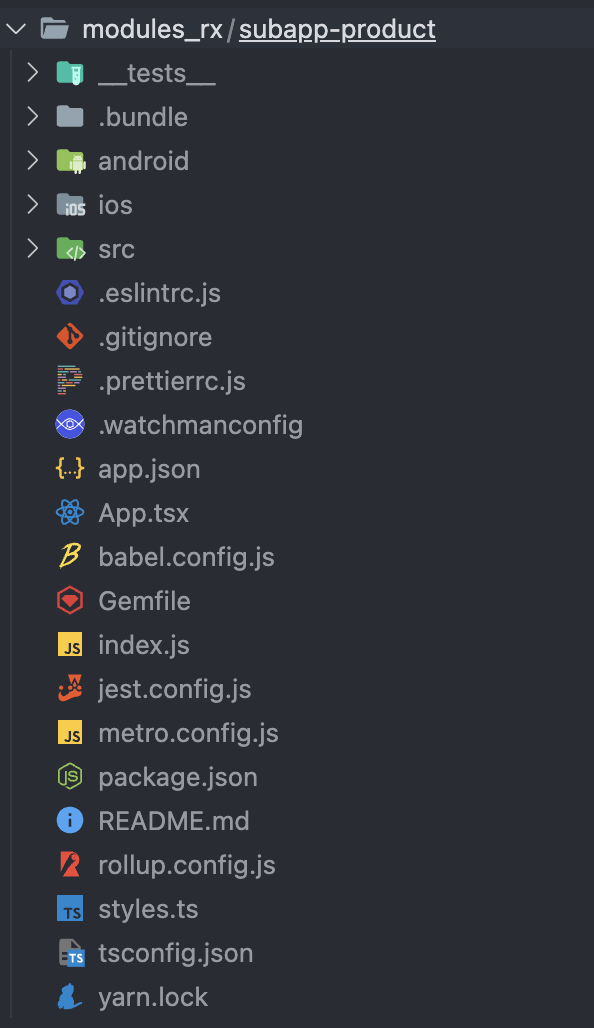 modules_rx/subapp-product
__tests__
.bundle
android
ios
src
.eslintrc.js
.gitignore
.prettierrc.js
.watchmanconfig
app.json
App.tsx
babel.config.js
Gemfile
index.js
jest.config.js
metro.config.js
package.json
README.md
rollup.config.js
styles.ts
tsconfig.json
yarn.lock